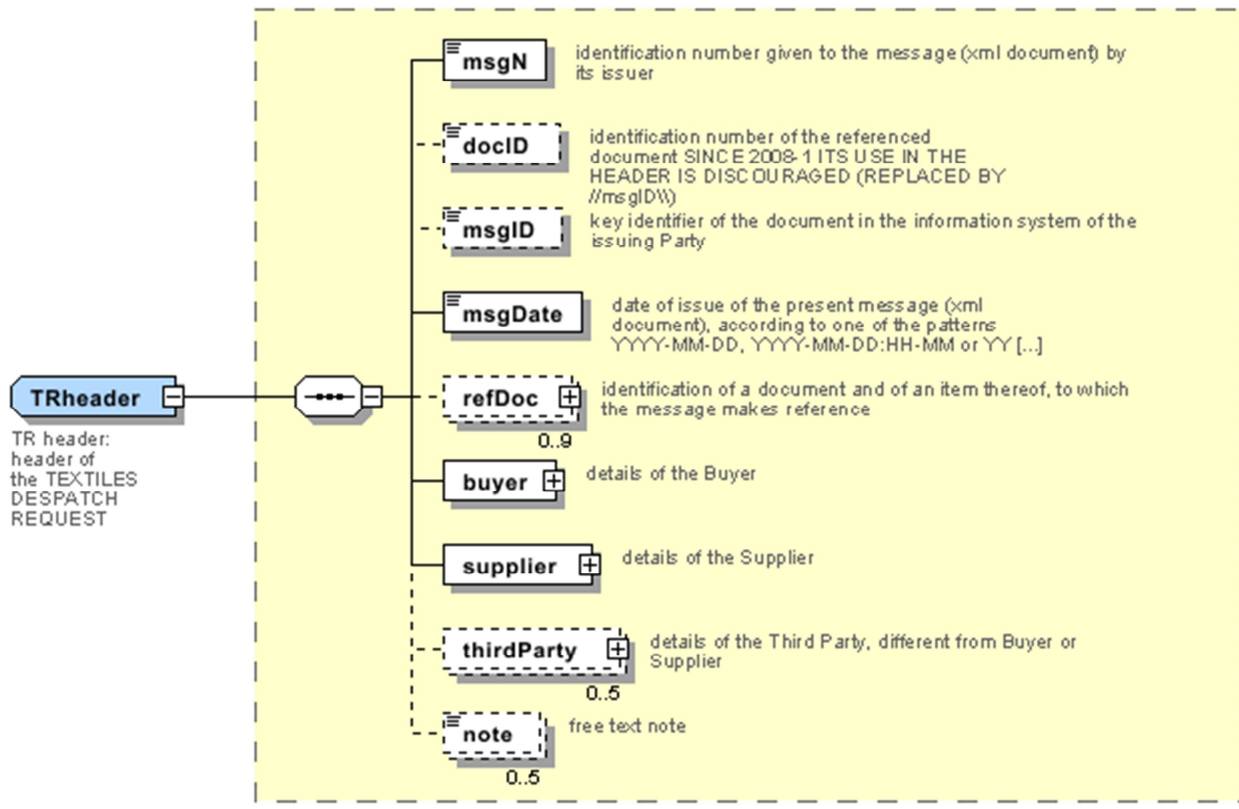 msgN
identification number given to the message (xml document) by
its issuer
docID
identification number of the referenced
document SINCE 2008-1 ITS USE IN THE
HEADER IS DISCOURAGED (REPLACED BY
//msgID\\)
msgID
key identifier of the document in the information system of the
issuing Party
msgDate
date of issue of the present message (xml
document), according to one of the patterns
YYYY-MM-DD, YYYY-MM-DD:HH-MM or YY [...]
TRheader
TR header:
header of
the TEXTILES
DESPATCH
REQUEST
refDoc
identification of a document and of an item thereof, to which
the message makes reference
0..9
buyer
details of the Buyer
supplier
details of the Supplier
thirdParty
details of the Third Party, different from Buyer or
Supplier
0..5
note
free text note
0..5